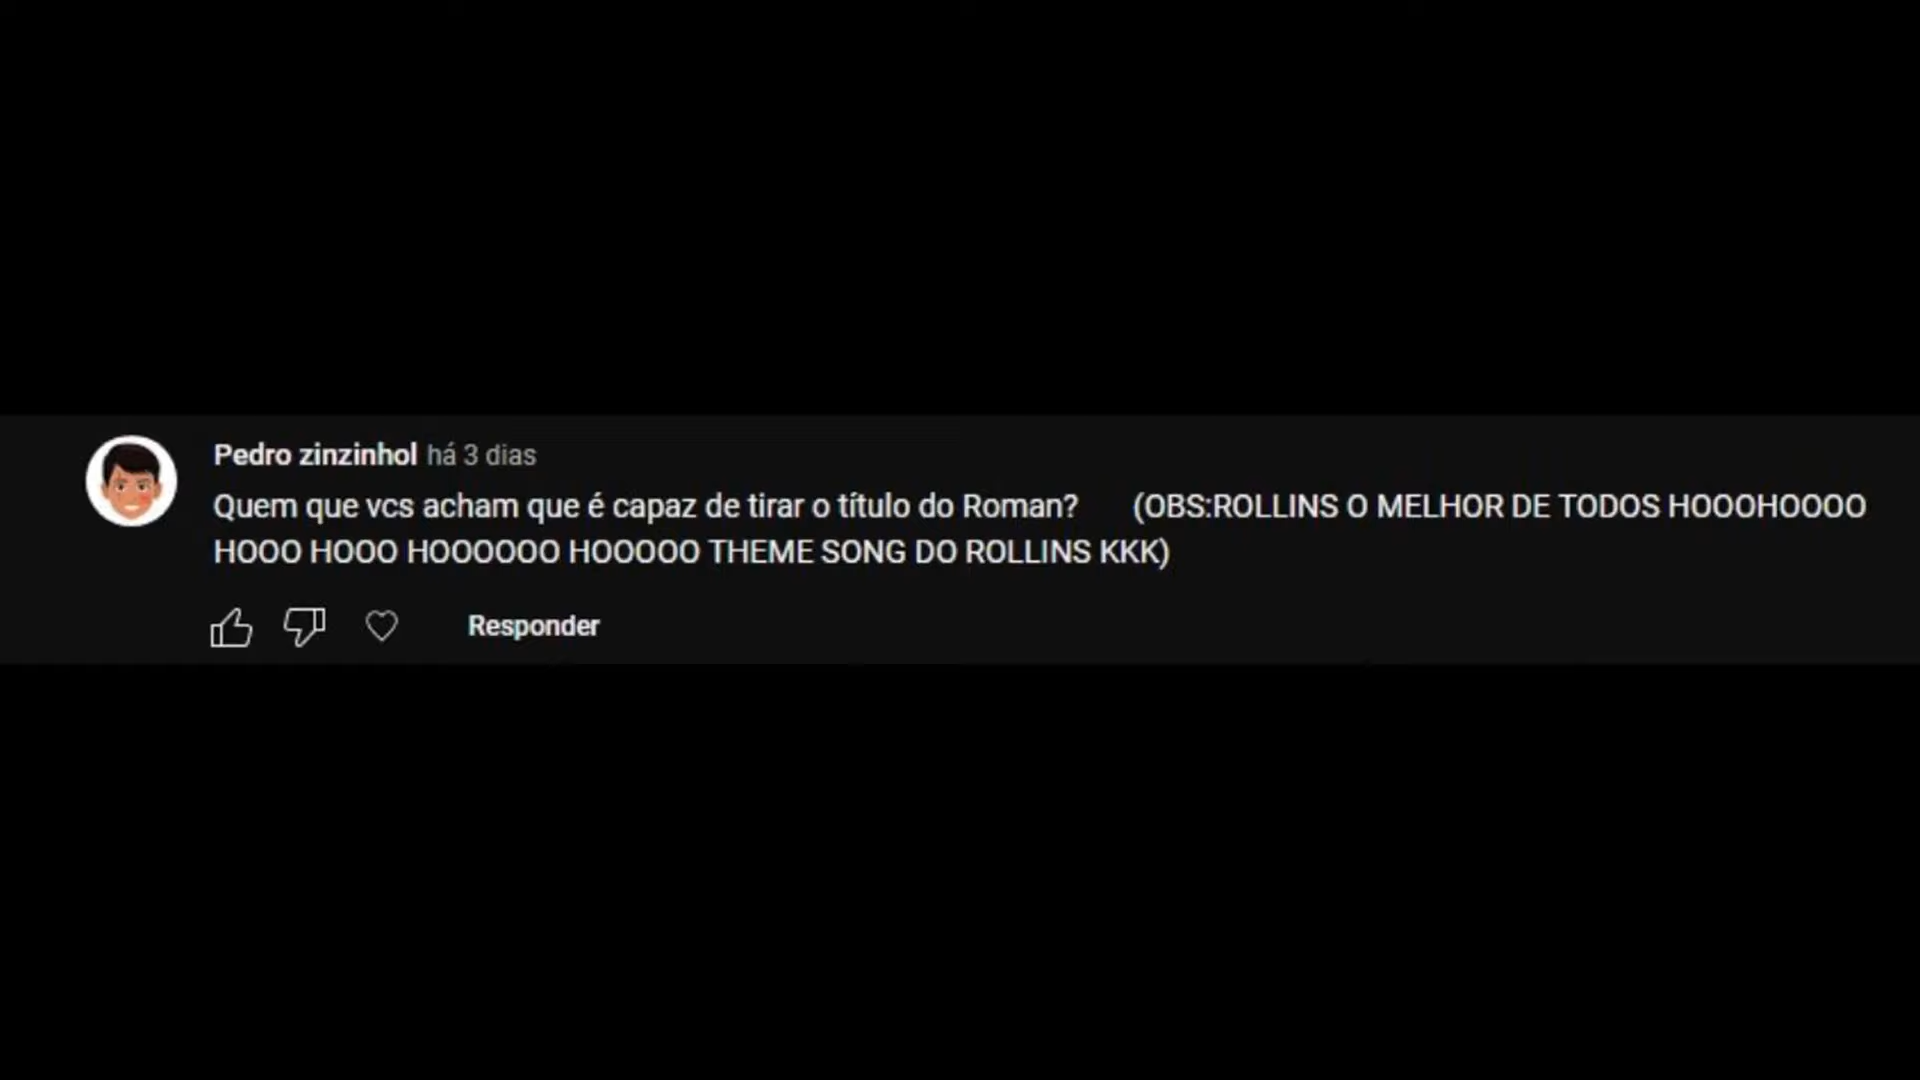 Pedro zinzinhol há 3 dias
Quem que vcs acham que é capaz de tirar o título do Roman? (OBS:ROLLINS O MELHOR DE TODOS HOOOHOOOO
HOOO HOOO HOOOOOO HOOOOO THEME SONG DO ROLLINS KKK)
Responder